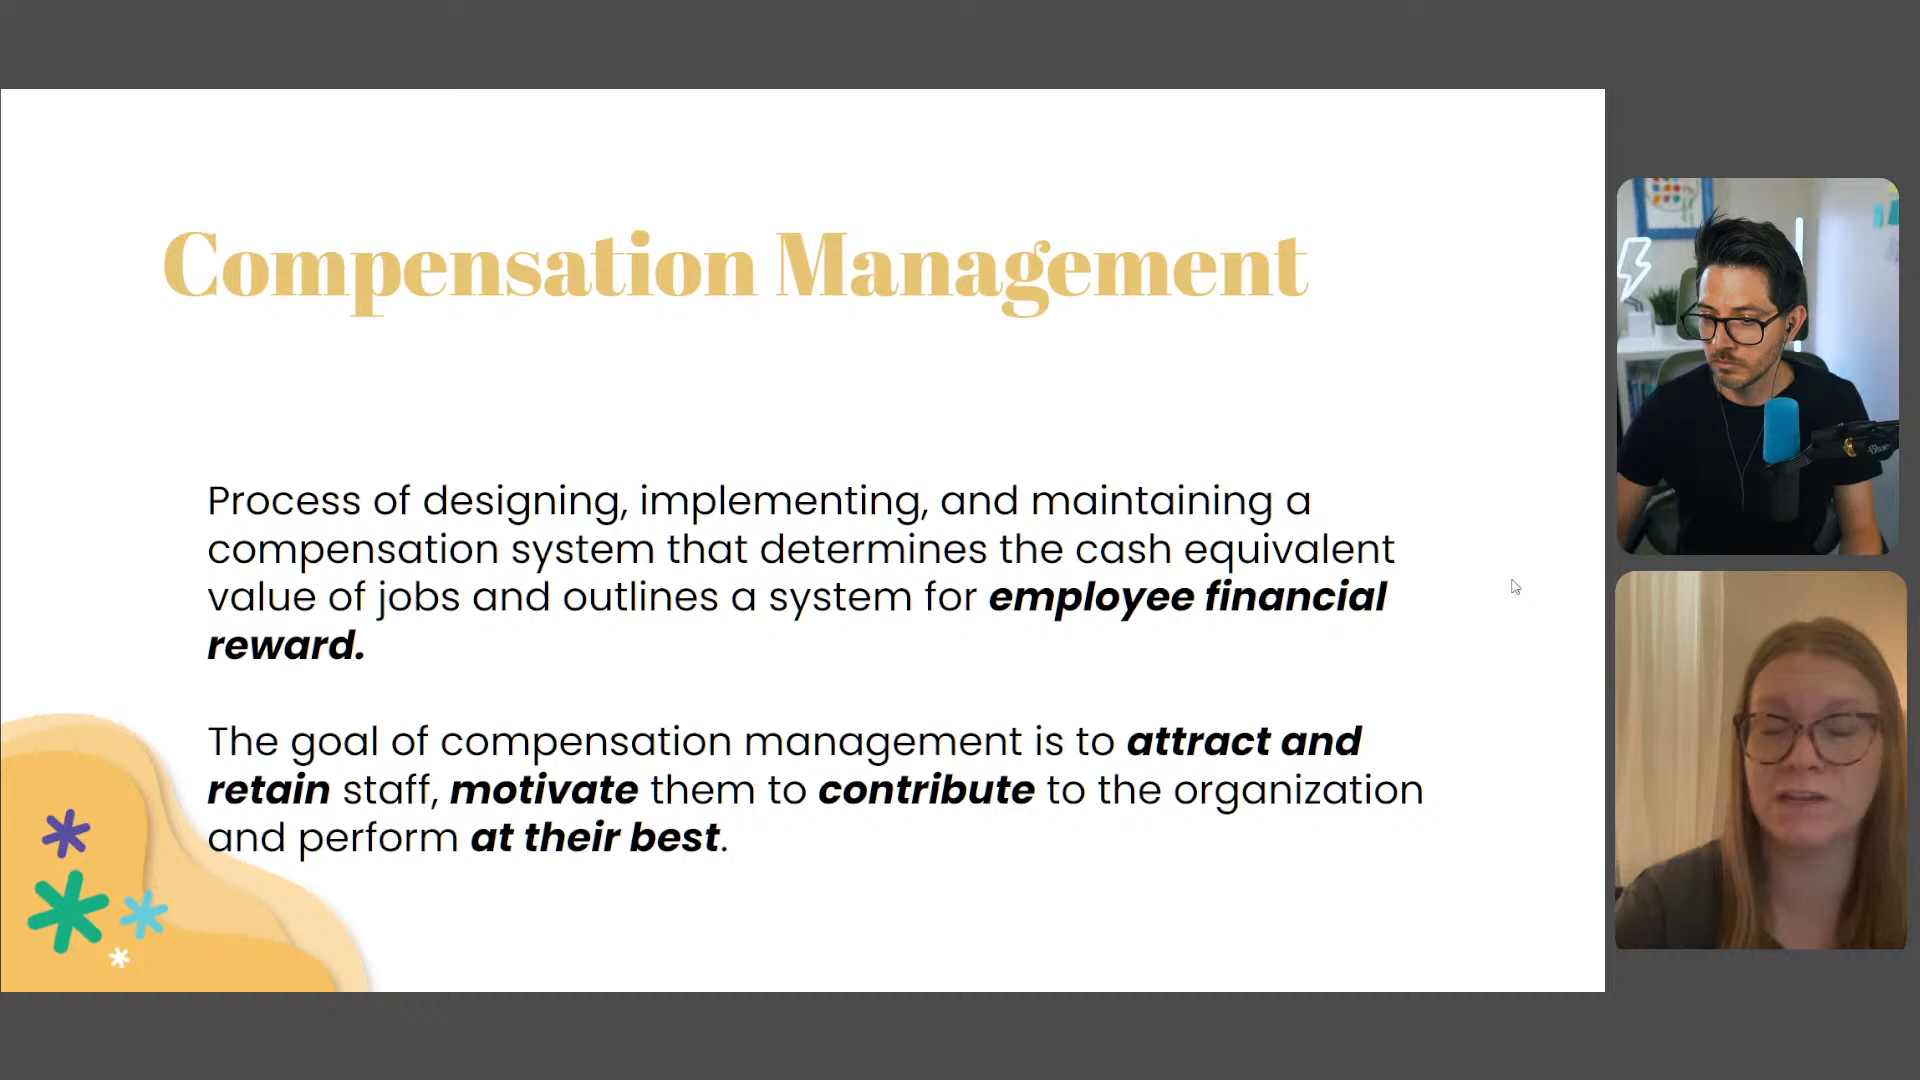 Compensation Management
Process of designing, implementing, and maintaining a
compensation system that determines the cash equivalent
value of jobs and outlines a system for employee financial
reward.
The goal of compensation management is to attract and
retain staff, motivate them to contribute to the organization
and perform at their best.
Blue